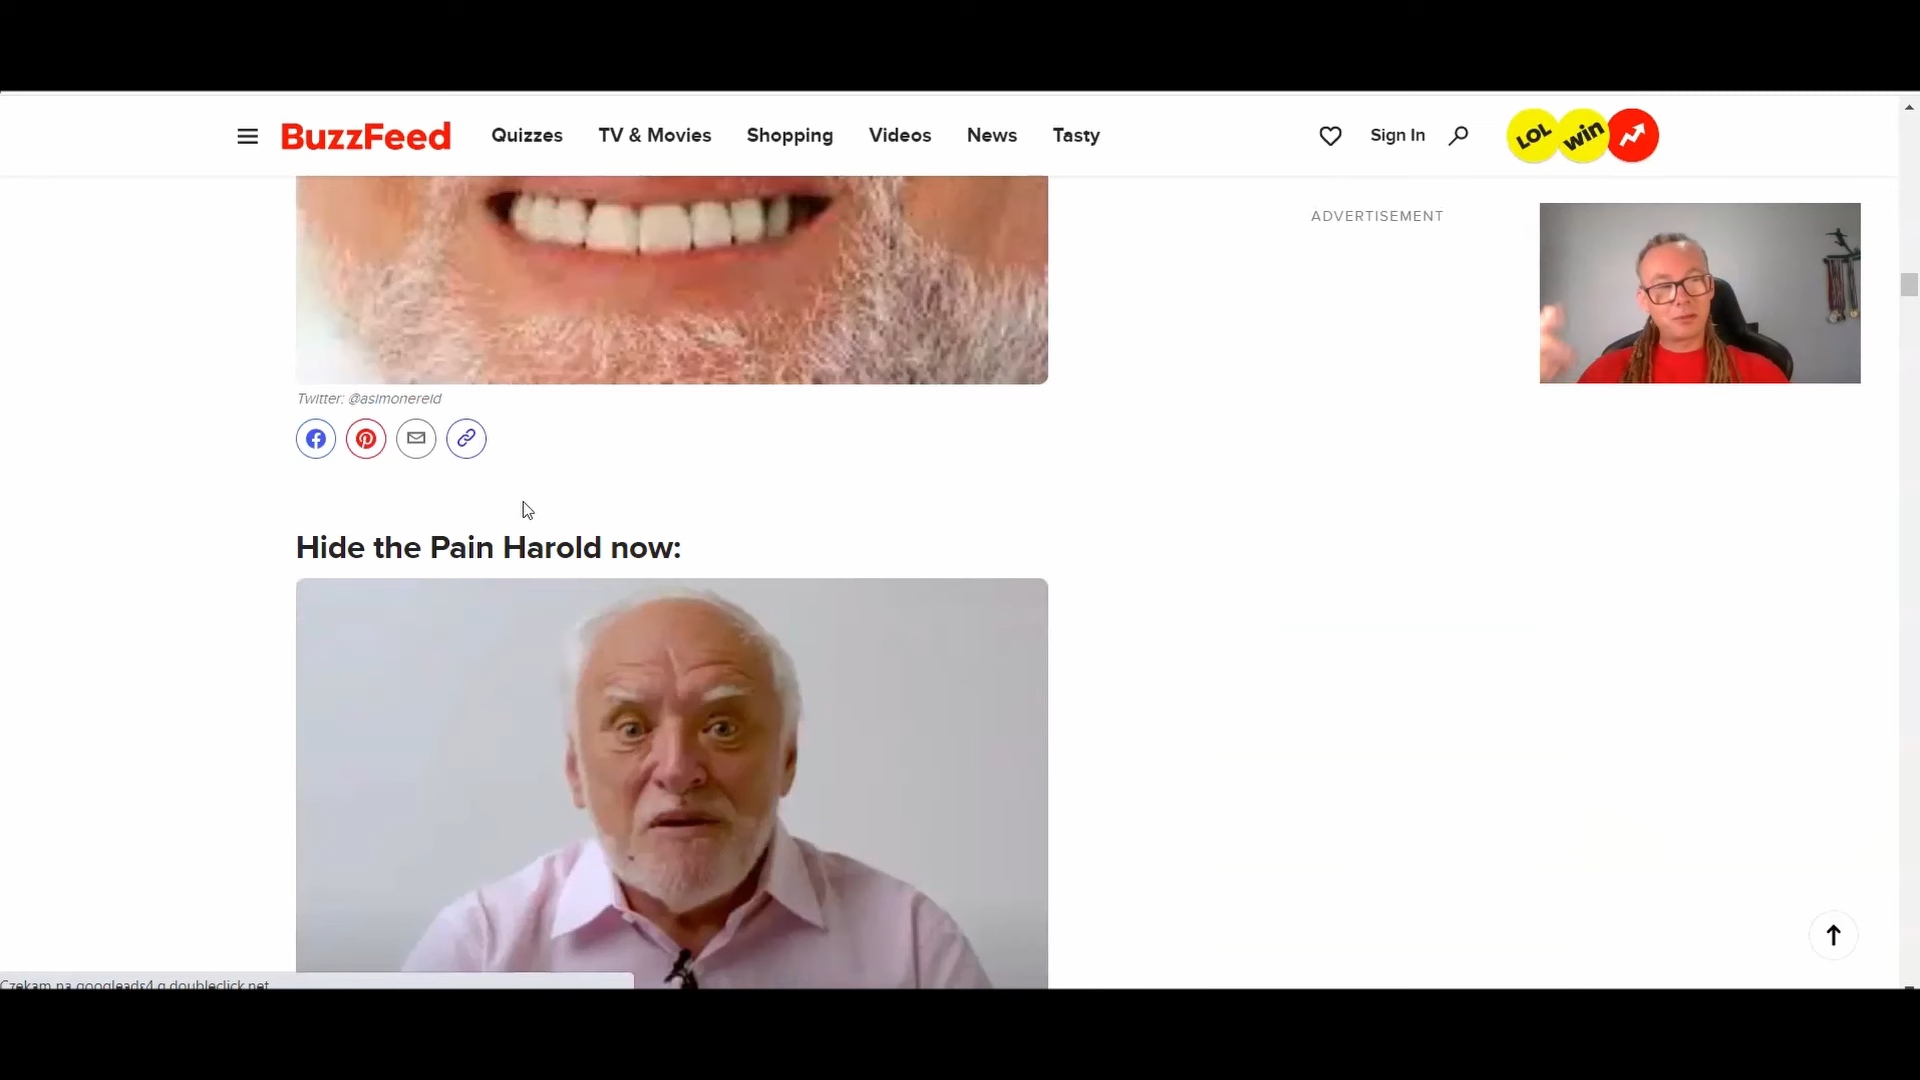 BuzzFeed Quizzes TV & Movies Shopping Videos News Tasty Sign In LOL win
ADVERTISEMENT
Twitter: @asimonereid
Hide the Pain Harold now:
Czekam na googleads4.g.doubleclick.net